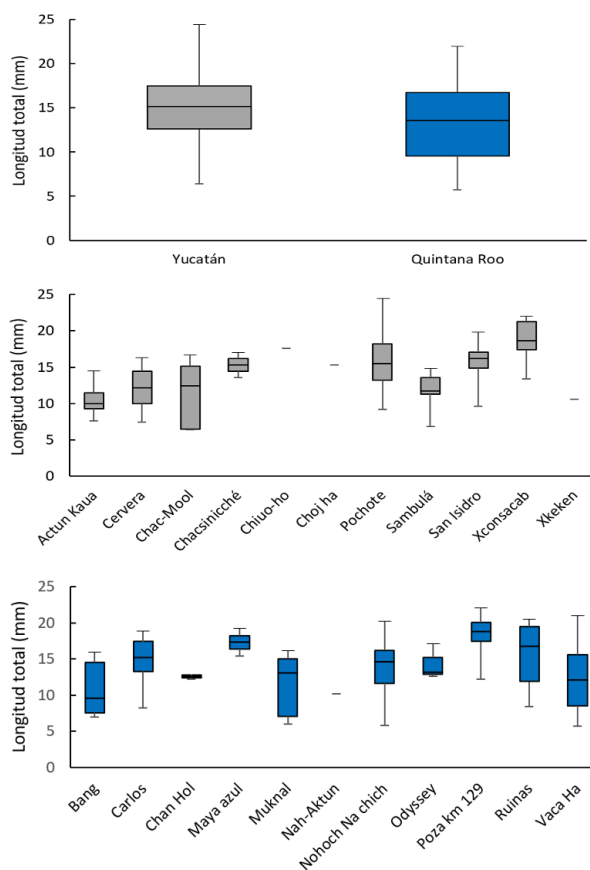 25
20
15
10
5
0
Longitud total (mm)
Yucatán
Quintana Roo
25
20
15
10
5
0
Longitud total (mm)
Actun Kaua
Cervera
Chac-Mool
Chacsinicché
Chiuo-ho
Choj ha
Pochote
Sambulá
San Isidro
Xconsacab
Xkeken
25
20
15
10
5
0
Longitud total (mm)
Bang
Carlos
Chan Hol
Maya azul
Muknal
Nah-Aktun
Nohoch Na chich
Odyssey
Poza km 129
Ruinas
Vaca Ha